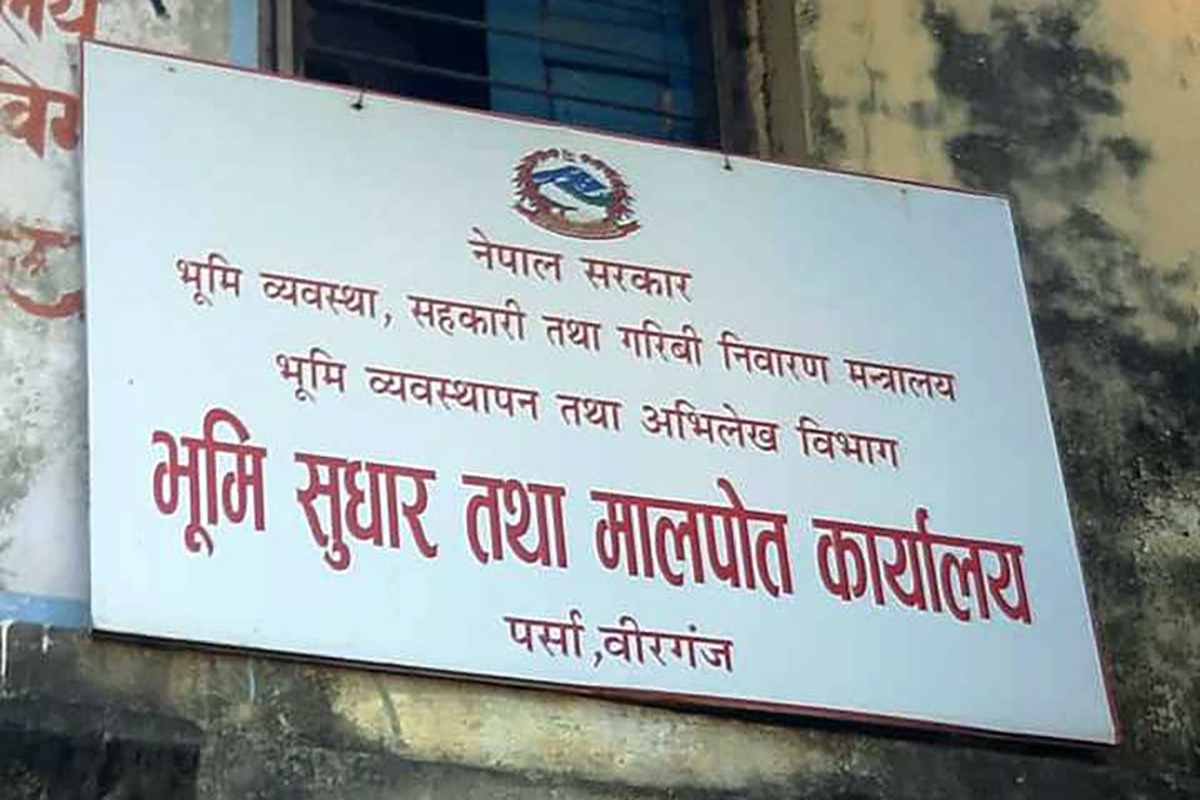 नेपाल सरकार
भूमि व्यवस्था, सहकारी तथा गरिबी निवारण मन्त्रालय
भूमि व्यवस्थापन तथा अभिलेख विभाग
भूमि सुधार तथा मालपोत कार्यालय
पर्सा,वीरगंज